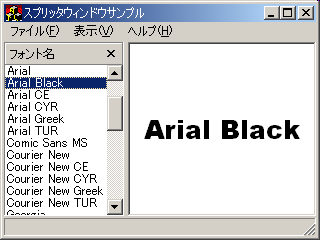 スプリッタウィンドウサンプル
ファイル(F) 表示(V) ヘルプ(H)
フォント名
Arial
Arial Black
Arial CE
Arial CYR
Arial Greek
Arial TUR
Comic Sans MS
Courier New
Courier New CE
Courier New CYR
Courier New Greek
Courier New TUR
Georgia
Arial Black